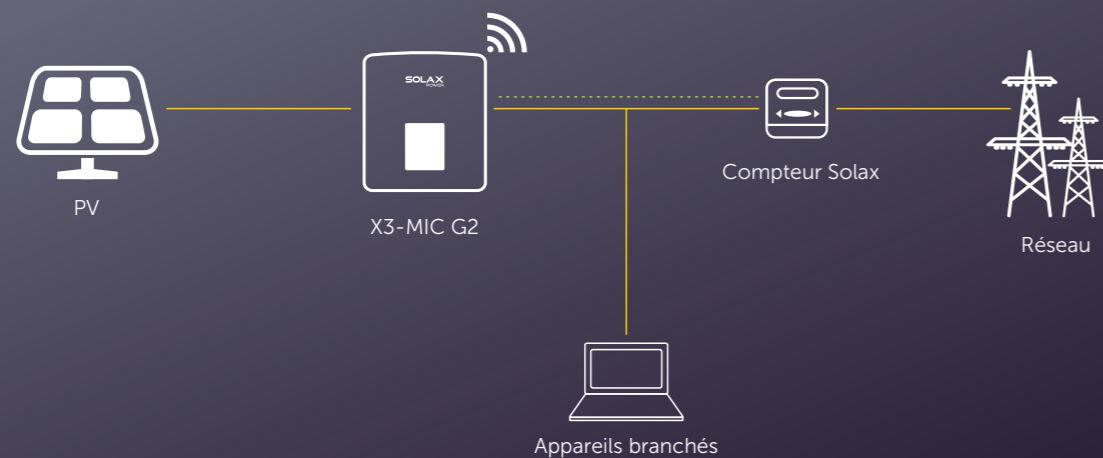 SOLAX
POWER
Compteur Solax
PV
X3-MIC G2
Réseau
Appareils branchés